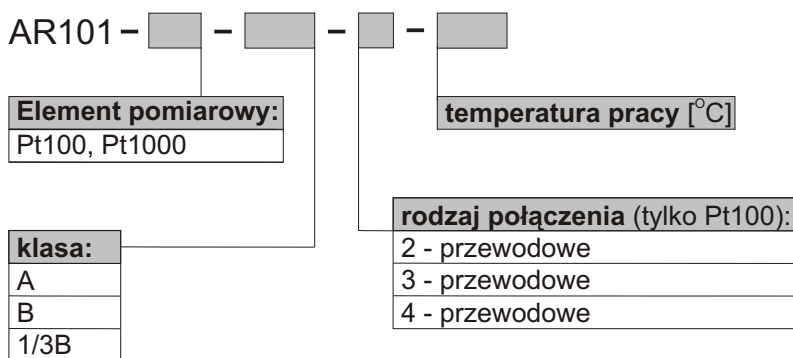 AR101 – – – –
Element pomiarowy:
Pt100, Pt1000
temperatura pracy [°C]
klasa:
A
B
1/3B
rodzaj połączenia (tylko Pt100):
2 - przewodowe
3 - przewodowe
4 - przewodowe